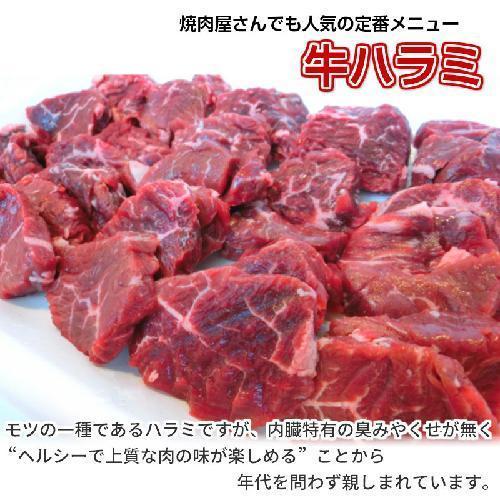 焼肉屋さんでも人気の定番メニュー
牛ハラミ
モツの一種であるハラミですが、内臓特有の臭みやくせが無く
“ヘルシーで上質な肉の味が楽しめる”ことから
年代を問わず親しまれています。